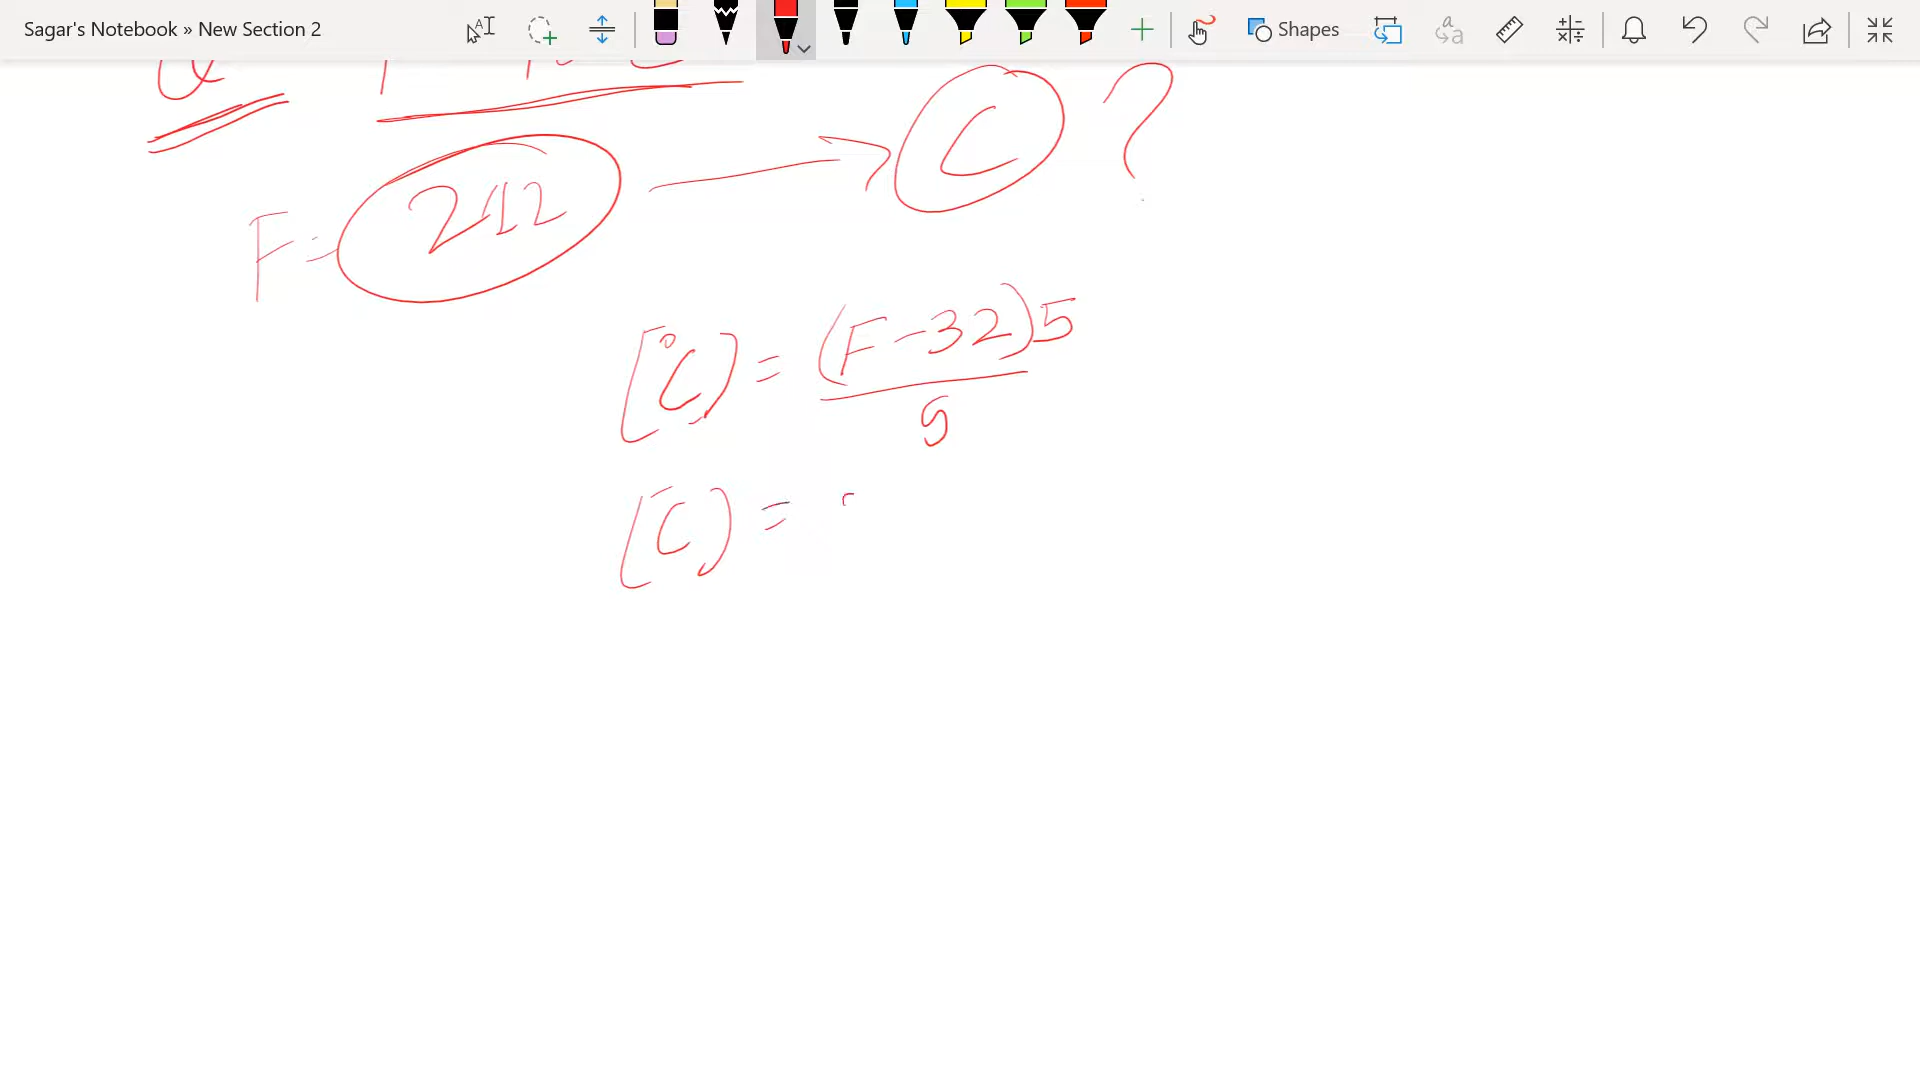 Sagar's Notebook » New Section 2
Shapes
F = 212 → C ?
[°C] = (F - 32) 5
9
[C] =